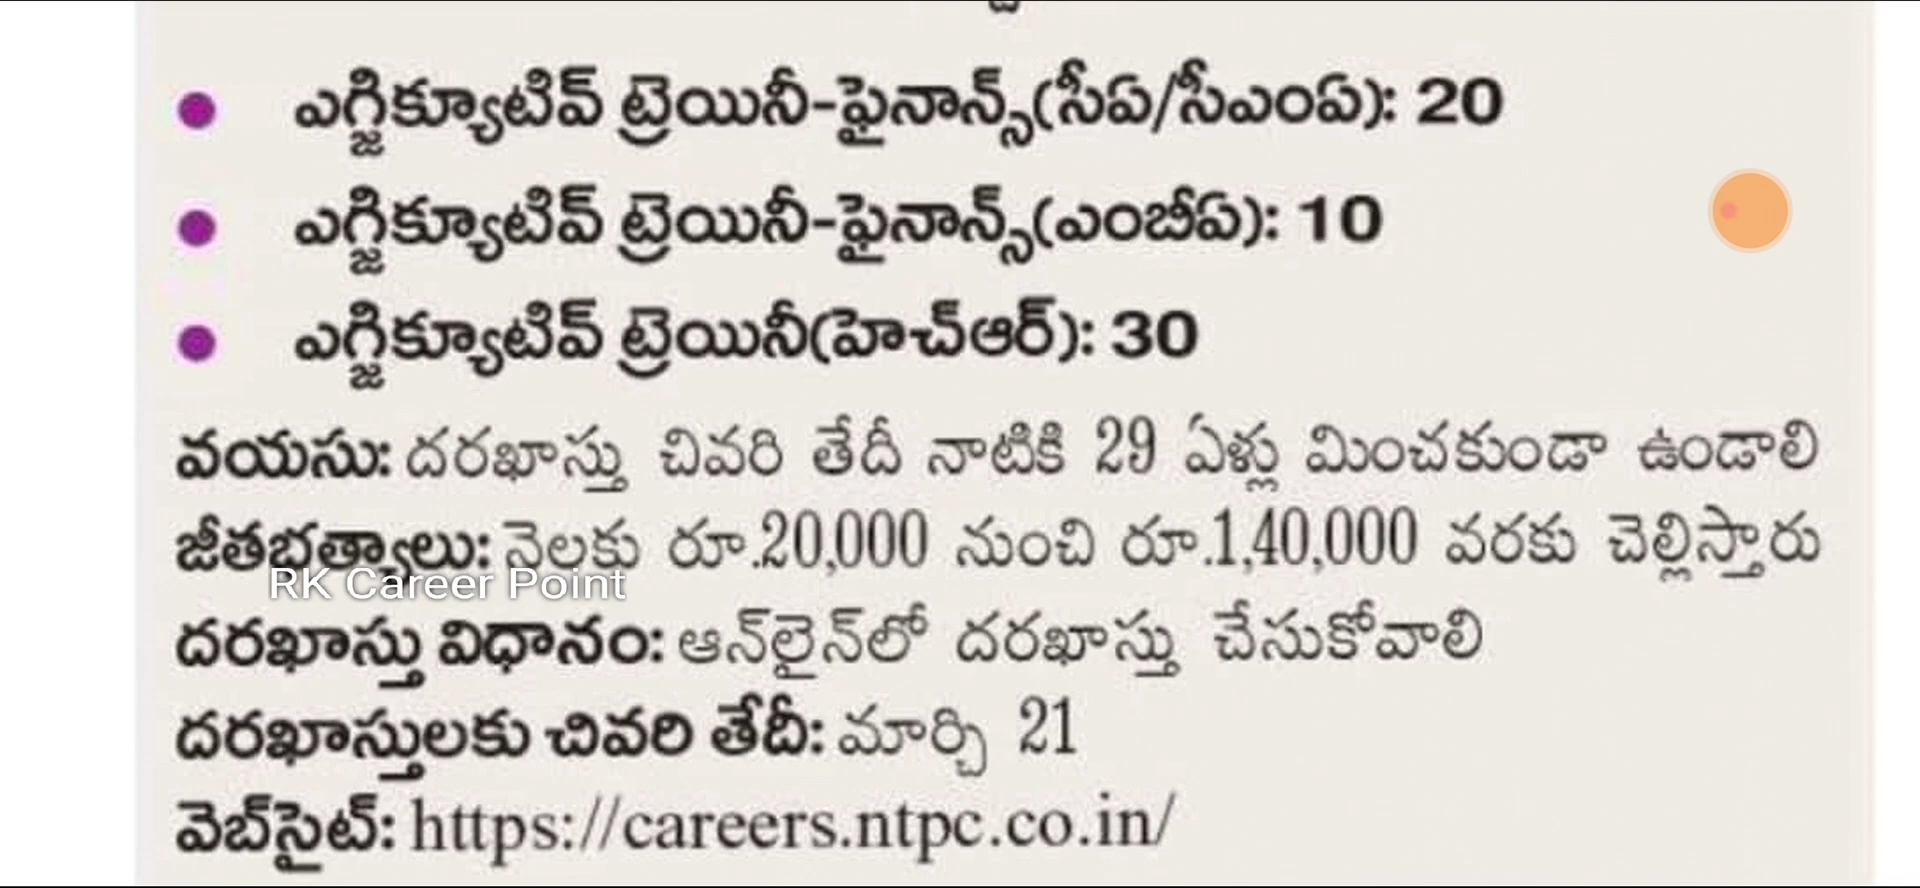 ఎగ్జిక్యూటివ్ ట్రెయినీ-ఫైనాన్స్(సీఏ/సీఎంఏ): 20
ఎగ్జిక్యూటివ్ ట్రెయినీ-ఫైనాన్స్(ఎంబీఏ): 10
ఎగ్జిక్యూటివ్ ట్రెయినీ(హెచ్ఆర్): 30
వయసు: దరఖాస్తు చివరి తేదీ నాటికి 29 ఏళ్లు మించకుండా ఉండాలి
జీతభత్యాలు: నెలకు రూ.20,000 నుంచి రూ.1,40,000 వరకు చెల్లిస్తారు
RK Career Point
దరఖాస్తు విధానం: ఆన్‌లైన్‌లో దరఖాస్తు చేసుకోవాలి
దరఖాస్తులకు చివరి తేదీ: మార్చి 21
వెబ్‌సైట్: https://careers.ntpc.co.in/